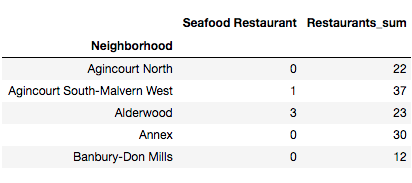 Seafood Restaurant Restaurants_sum
Neighborhood
Agincourt North 0 22
Agincourt South-Malvern West 1 37
Alderwood 3 23
Annex 0 30
Banbury-Don Mills 0 12